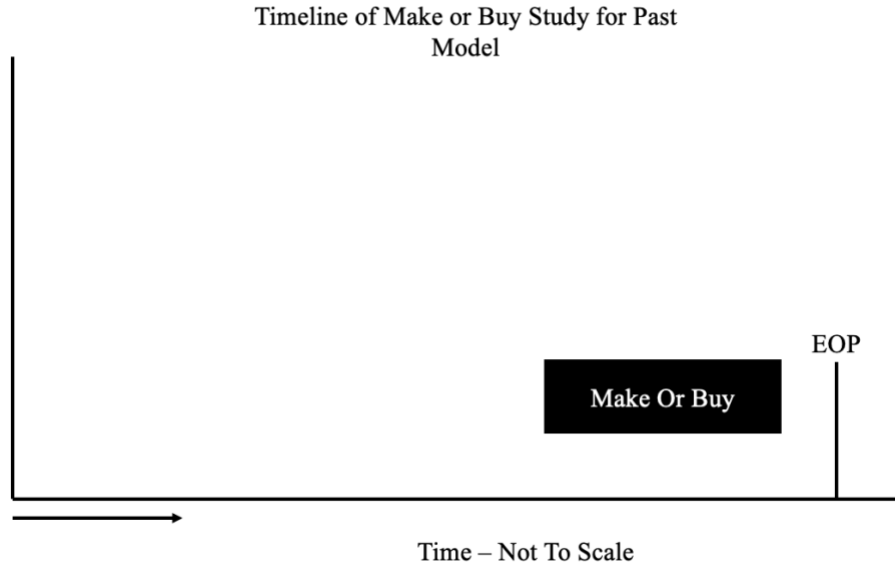 Timeline of Make or Buy Study for Past
Model
EOP
Make Or Buy
Time – Not To Scale